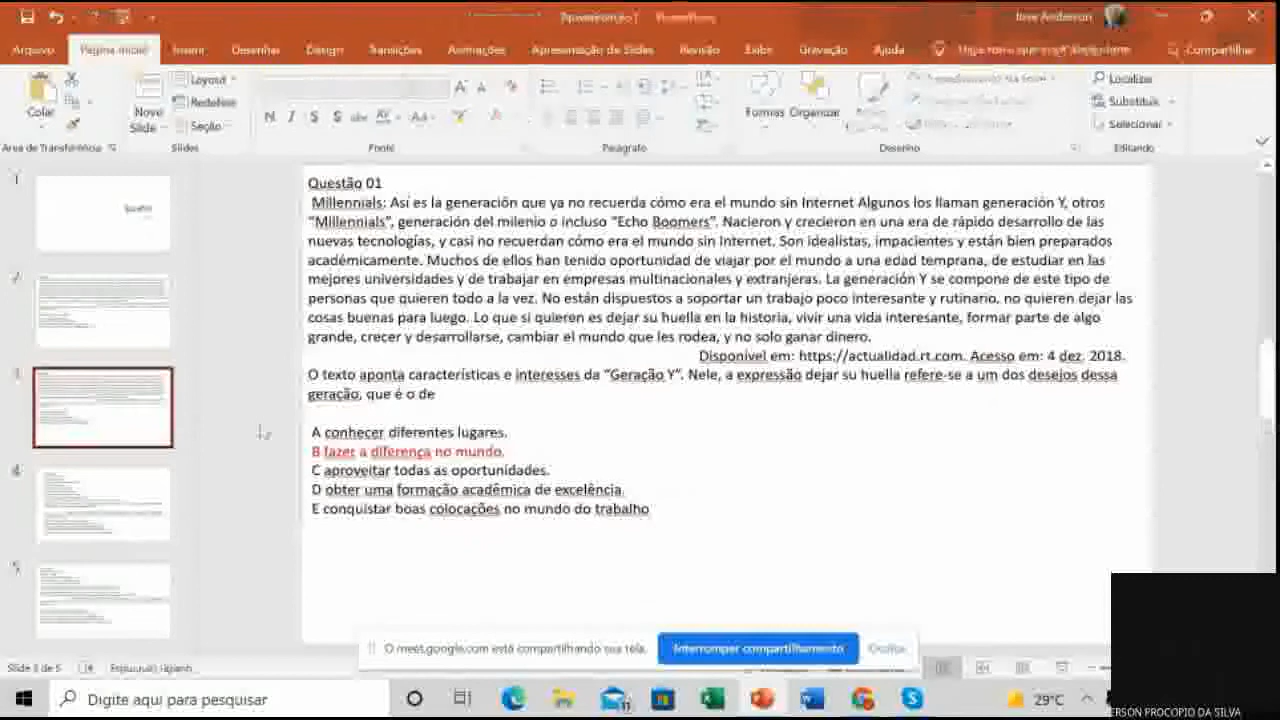 PowerPoint
Jose Anderson
Arquivo
Página Inicial
Inserir
Desenhar
Design
Transições
Animações
Apresentação de Slides
Revisão
Exibir
Gravação
Ajuda
Compartilhar
Colar
Novo
Slide
Layout
Redefinir
Seção
Formas
Organizar
Localizar
Substituir
Selecionar
Área de Transferência
Slides
Fonte
Parágrafo
Desenho
Editando
1
2
3
4
5
Questão 01
Millennials: Así es la generación que ya no recuerda cómo era el mundo sin Internet Algunos los llaman generación Y, otros
"Millennials", generación del milenio o incluso "Echo Boomers". Nacieron y crecieron en una era de rápido desarrollo de las
nuevas tecnologías, y casi no recuerdan cómo era el mundo sin Internet. Son idealistas, impacientes y están bien preparados
académicamente. Muchos de ellos han tenido oportunidad de viajar por el mundo a una edad temprana, de estudiar en las
mejores universidades y de trabajar en empresas multinacionales y extranjeras. La generación Y se compone de este tipo de
personas que quieren todo a la vez. No están dispuestos a soportar un trabajo poco interesante y rutinario, no quieren dejar las
cosas buenas para luego. Lo que si quieren es dejar su huella en la historia, vivir una vida interesante, formar parte de algo
grande, crecer y desarrollarse, cambiar el mundo que les rodea, y no solo ganar dinero.
Disponível em: https://actualidad.rt.com. Acesso em: 4 dez. 2018.
O texto aponta características e interesses da "Geração Y". Nele, a expressão dejar su huella refere-se a um dos desejos dessa
geração, que é o de
A conhecer diferentes lugares.
B fazer a diferença no mundo.
C aproveitar todas as oportunidades.
D obter uma formação acadêmica de excelência.
E conquistar boas colocações no mundo do trabalho
O meet.google.com está compartilhando sua tela.
Interromper compartilhamento
Ocultar
Slide 3 de 5
Digite aqui para pesquisar
29°C
ERSON PROCOPIO DA SILVA